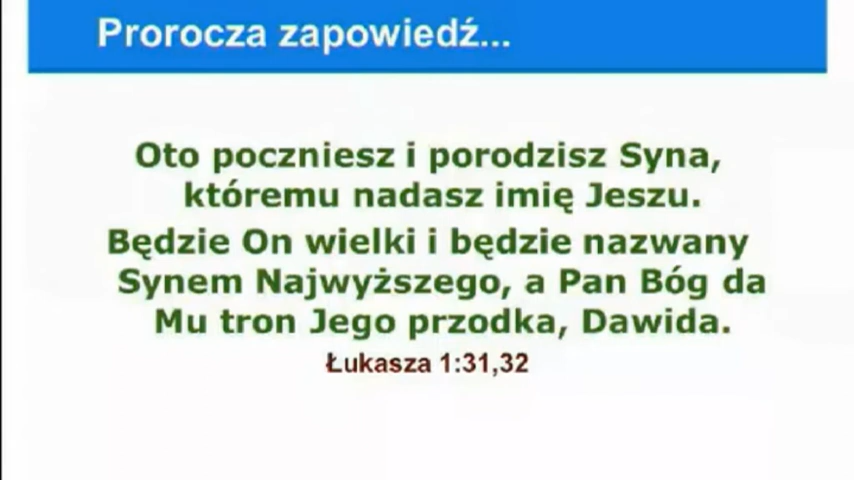 Prorocza zapowiedź...
Oto poczniesz i porodzisz Syna,
któremu nadasz imię Jeszu.
Będzie On wielki i będzie nazwany
Synem Najwyższego, a Pan Bóg da
Mu tron Jego przodka, Dawida.
Łukasza 1:31,32